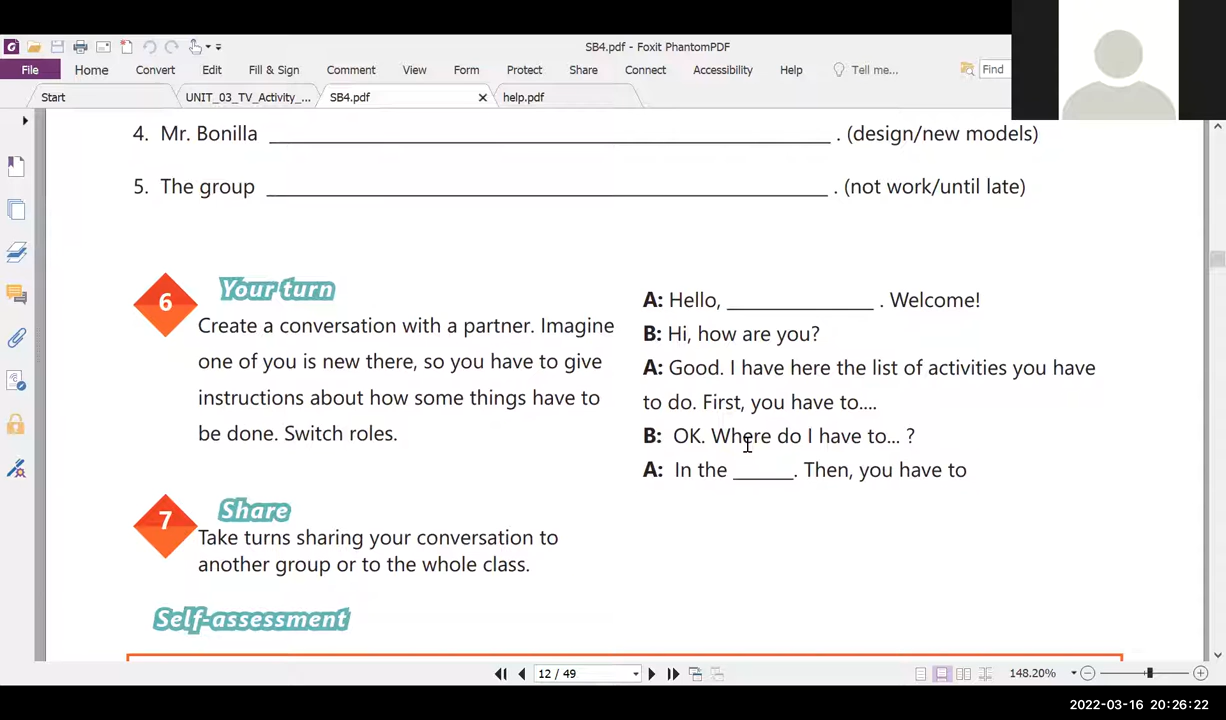 SB4.pdf - Foxit PhantomPDF
File Home Convert Edit Fill & Sign Comment View Form Protect Share Connect Accessibility Help Tell me... Find
Start UNIT_03_TV_Activity_... SB4.pdf help.pdf
4. Mr. Bonilla ______________ . (design/new models)
5. The group ______________ . (not work/until late)
6 Your turn
Create a conversation with a partner. Imagine
one of you is new there, so you have to give
instructions about how some things have to
be done. Switch roles.
A: Hello, ______________ . Welcome!
B: Hi, how are you?
A: Good. I have here the list of activities you have
to do. First, you have to....
B: OK. Where do I have to... ?
A: In the ______. Then, you have to
7 Share
Take turns sharing your conversation to
another group or to the whole class.
Self-assessment
12 / 49
148.20%
2022-03-16 20:26:22